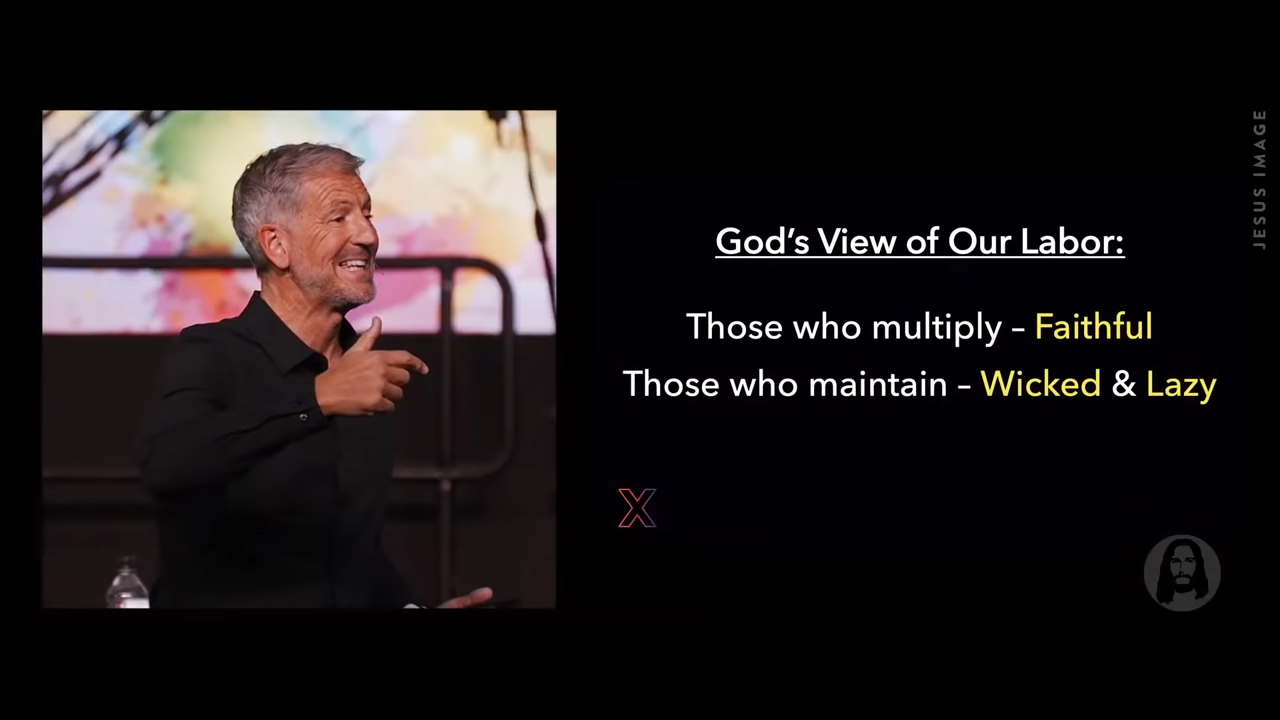 God's View of Our Labor:
Those who multiply – Faithful
Those who maintain – Wicked & Lazy
X
JESUS IMAGE